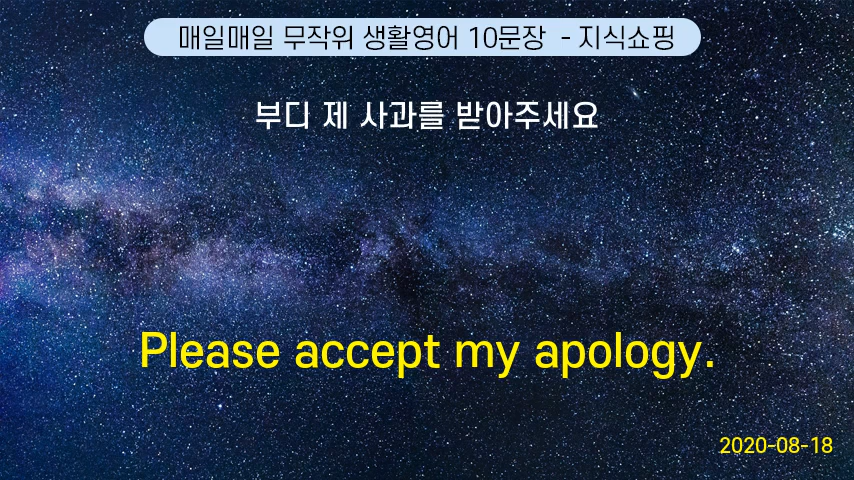 매일매일 무작위 생활영어 10문장 - 지식쇼핑
부디 제 사과를 받아주세요
Please accept my apology.
2020-08-18